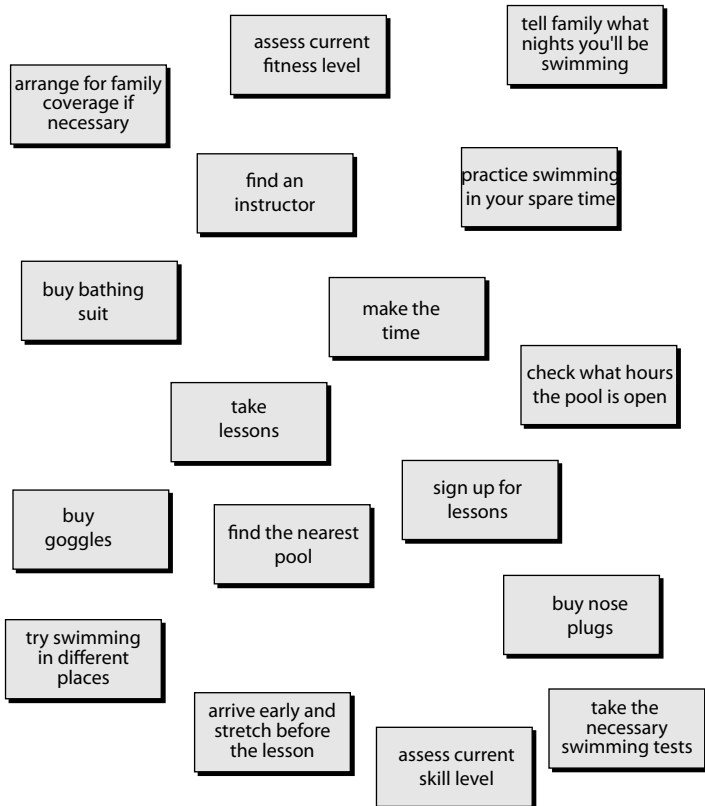 assess current
fitness level
tell family what
nights you'll be
swimming
arrange for family
coverage if
necessary
find an
instructor
practice swimming
in your spare time
buy bathing
suit
make the
time
check what hours
the pool is open
take
lessons
sign up for
lessons
buy
goggles
find the nearest
pool
buy nose
plugs
try swimming
in different
places
arrive early and
stretch before
the lesson
take the
necessary
swimming tests
assess current
skill level